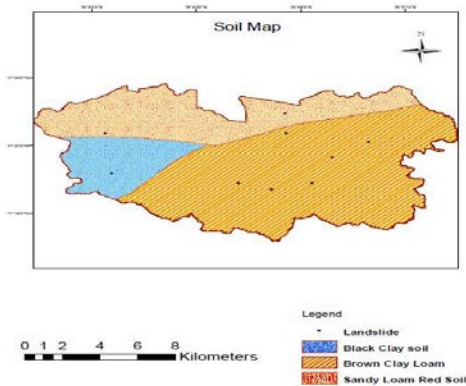 Soil Map
N
Legend
Landslide
Black Clay soil
Brown Clay Loam
Sandy Loam Red Soil
0 1 2 4 6 8
Kilometers